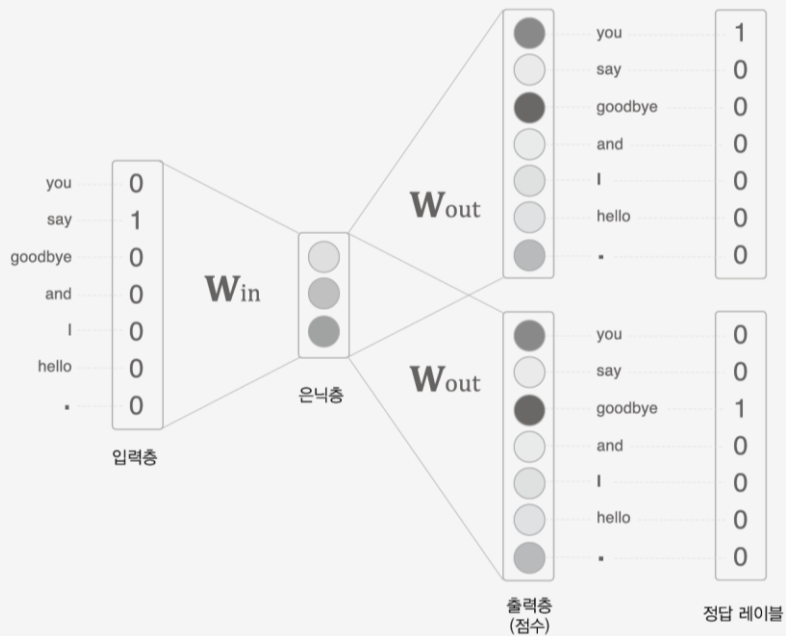 you 0
say 1
goodbye 0
and 0
I 0
hello 0
. 0
입력층
Win
은닉층
Wout
Wout
you 1
say 0
goodbye 0
and 0
I 0
hello 0
. 0
you 0
say 0
goodbye 1
and 0
I 0
hello 0
. 0
출력층
(점수)
정답 레이블